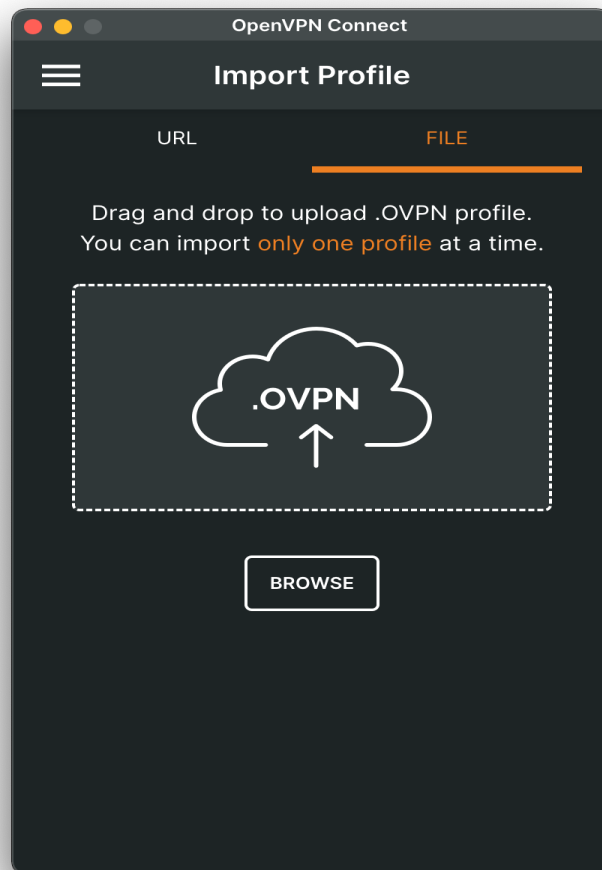 OpenVPN Connect
Import Profile
URL
FILE
Drag and drop to upload .OVPN profile.
You can import only one profile at a time.
.OVPN
BROWSE